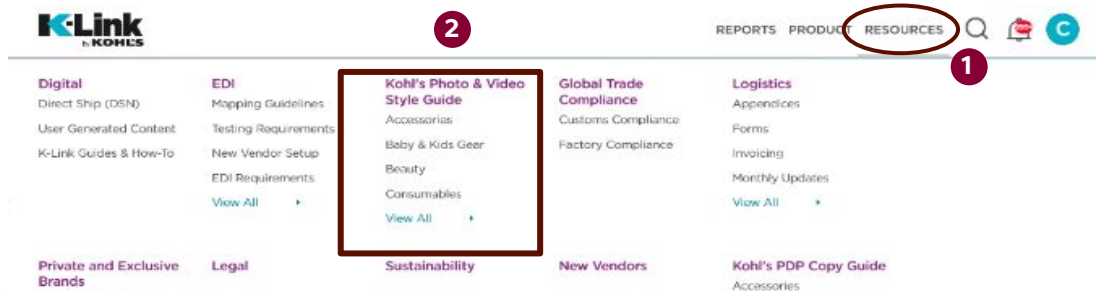 K-Link
by KOHL'S
2
REPORTS PRODUCT RESOURCES
C
1
Digital
Direct Ship (DSN)
User Generated Content
K-Link Guides & How-To
EDI
Mapping Guidelines
Testing Requirements
New Vendor Setup
EDI Requirements
View All
Kohl's Photo & Video
Style Guide
Accessories
Baby & Kids Gear
Beauty
Consumables
View All
Global Trade
Compliance
Customs Compliance
Factory Compliance
Logistics
Appendices
Forms
Invoicing
Monthly Updates
View All
Private and Exclusive
Brands
Legal
Sustainability
New Vendors
Kohl's PDP Copy Guide
Accessories